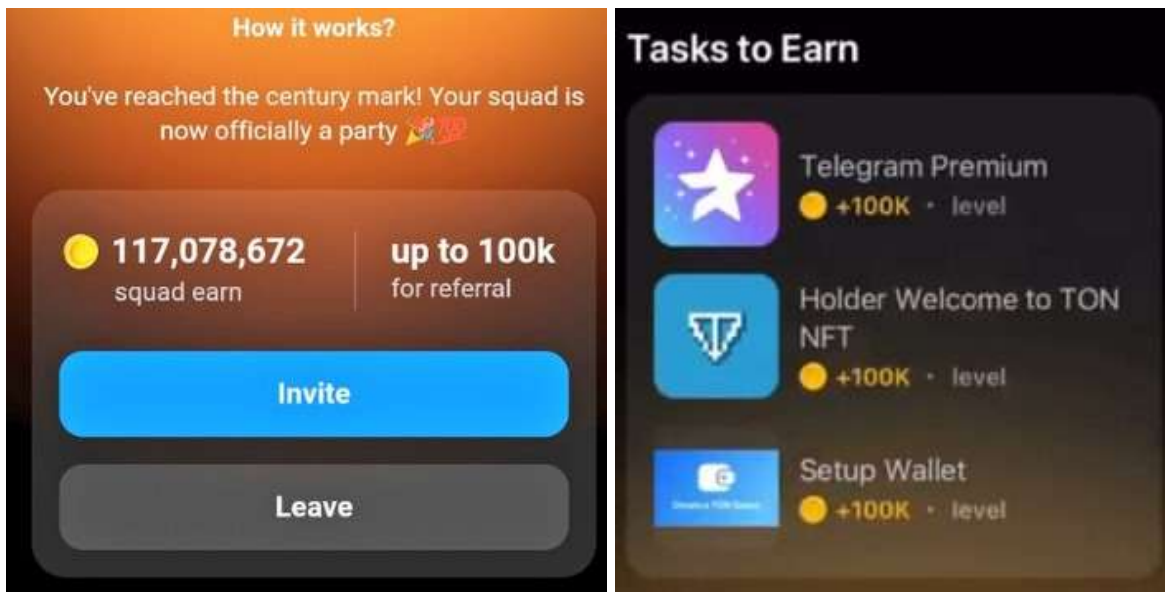 How it works?
You've reached the century mark! Your squad is
now officially a party 🎉💯
117,078,672
squad earn
up to 100k
for referral
Invite
Leave
Tasks to Earn
Telegram Premium
+100K · level
Holder Welcome to TON
NFT
+100K · level
Setup Wallet
+100K · level